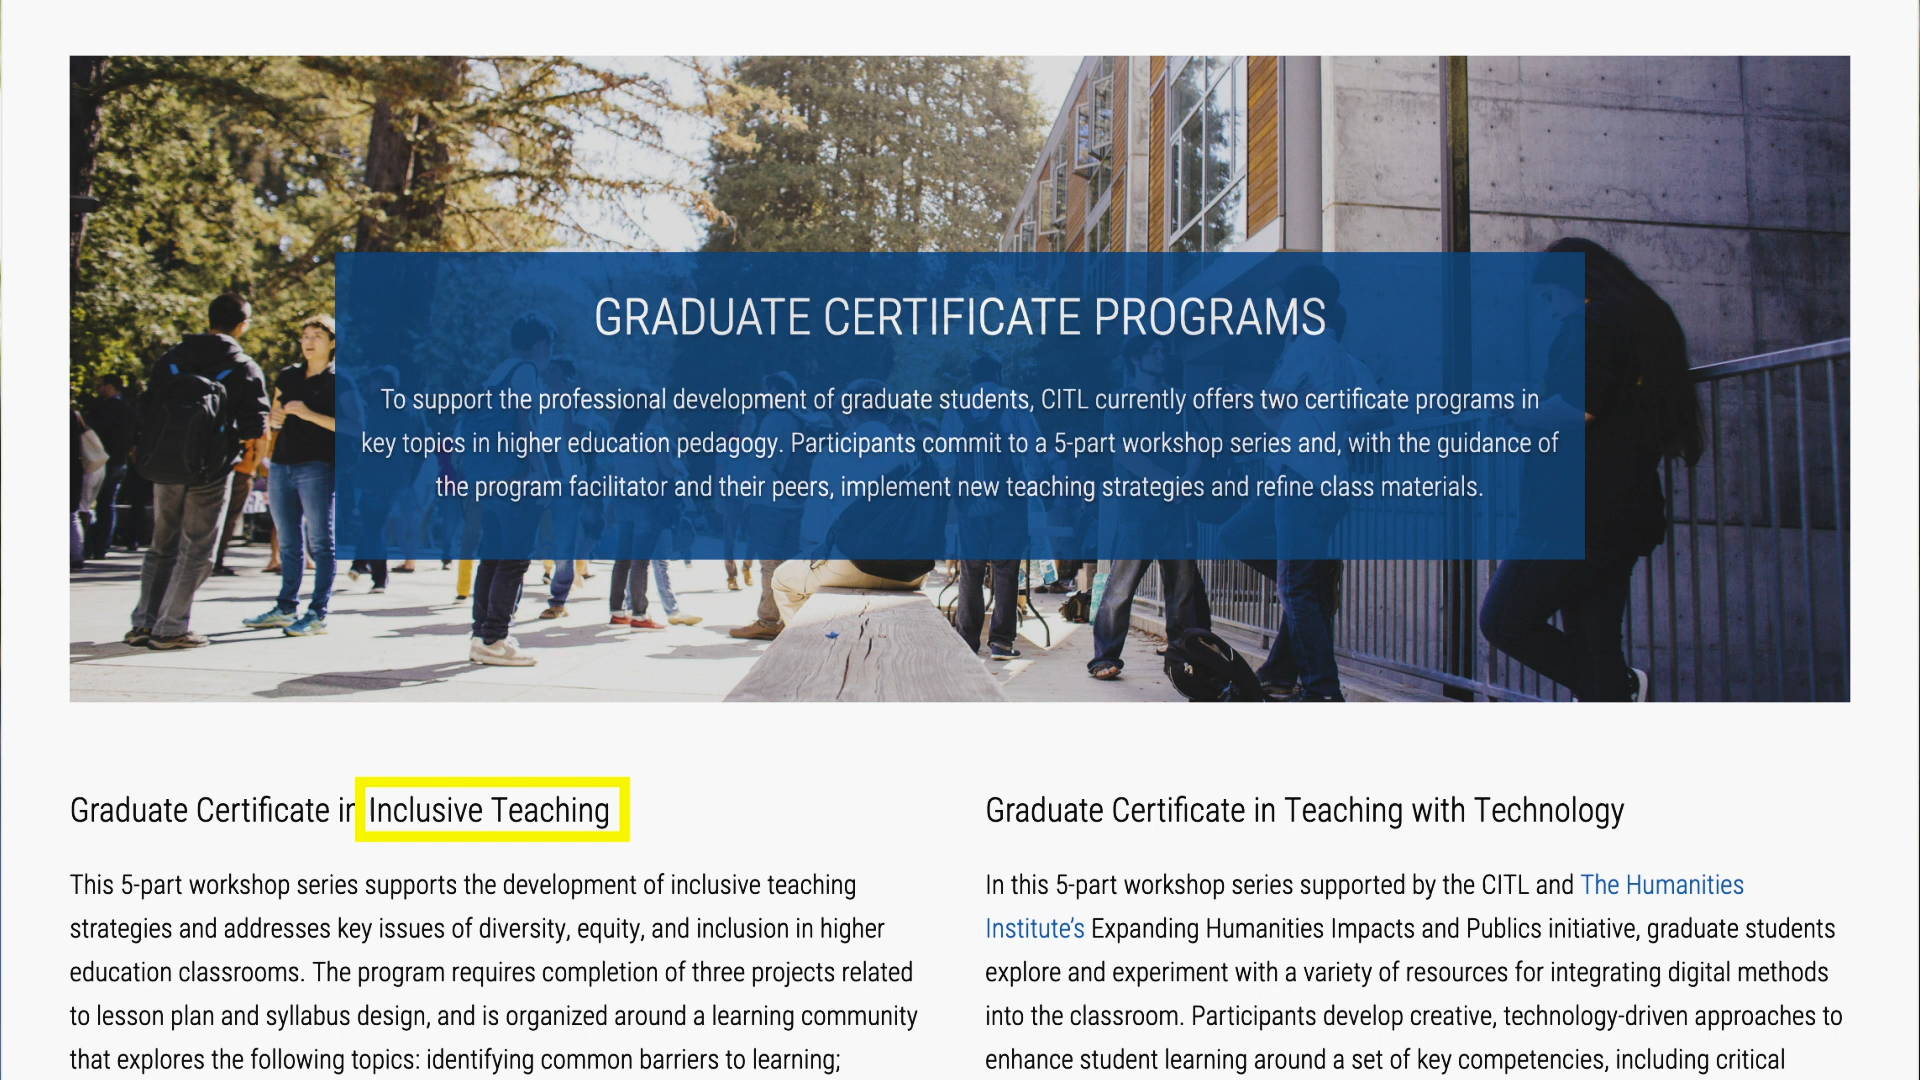 GRADUATE CERTIFICATE PROGRAMS
To support the professional development of graduate students, CITL currently offers two certificate programs in
key topics in higher education pedagogy. Participants commit to a 5-part workshop series and, with the guidance of
the program facilitator and their peers, implement new teaching strategies and refine class materials.
Graduate Certificate in Inclusive Teaching
This 5-part workshop series supports the development of inclusive teaching
strategies and addresses key issues of diversity, equity, and inclusion in higher
education classrooms. The program requires completion of three projects related
to lesson plan and syllabus design, and is organized around a learning community
that explores the following topics: identifying common barriers to learning;
Graduate Certificate in Teaching with Technology
In this 5-part workshop series supported by the CITL and The Humanities
Institute’s Expanding Humanities Impacts and Publics initiative, graduate students
explore and experiment with a variety of resources for integrating digital methods
into the classroom. Participants develop creative, technology-driven approaches to
enhance student learning around a set of key competencies, including critical